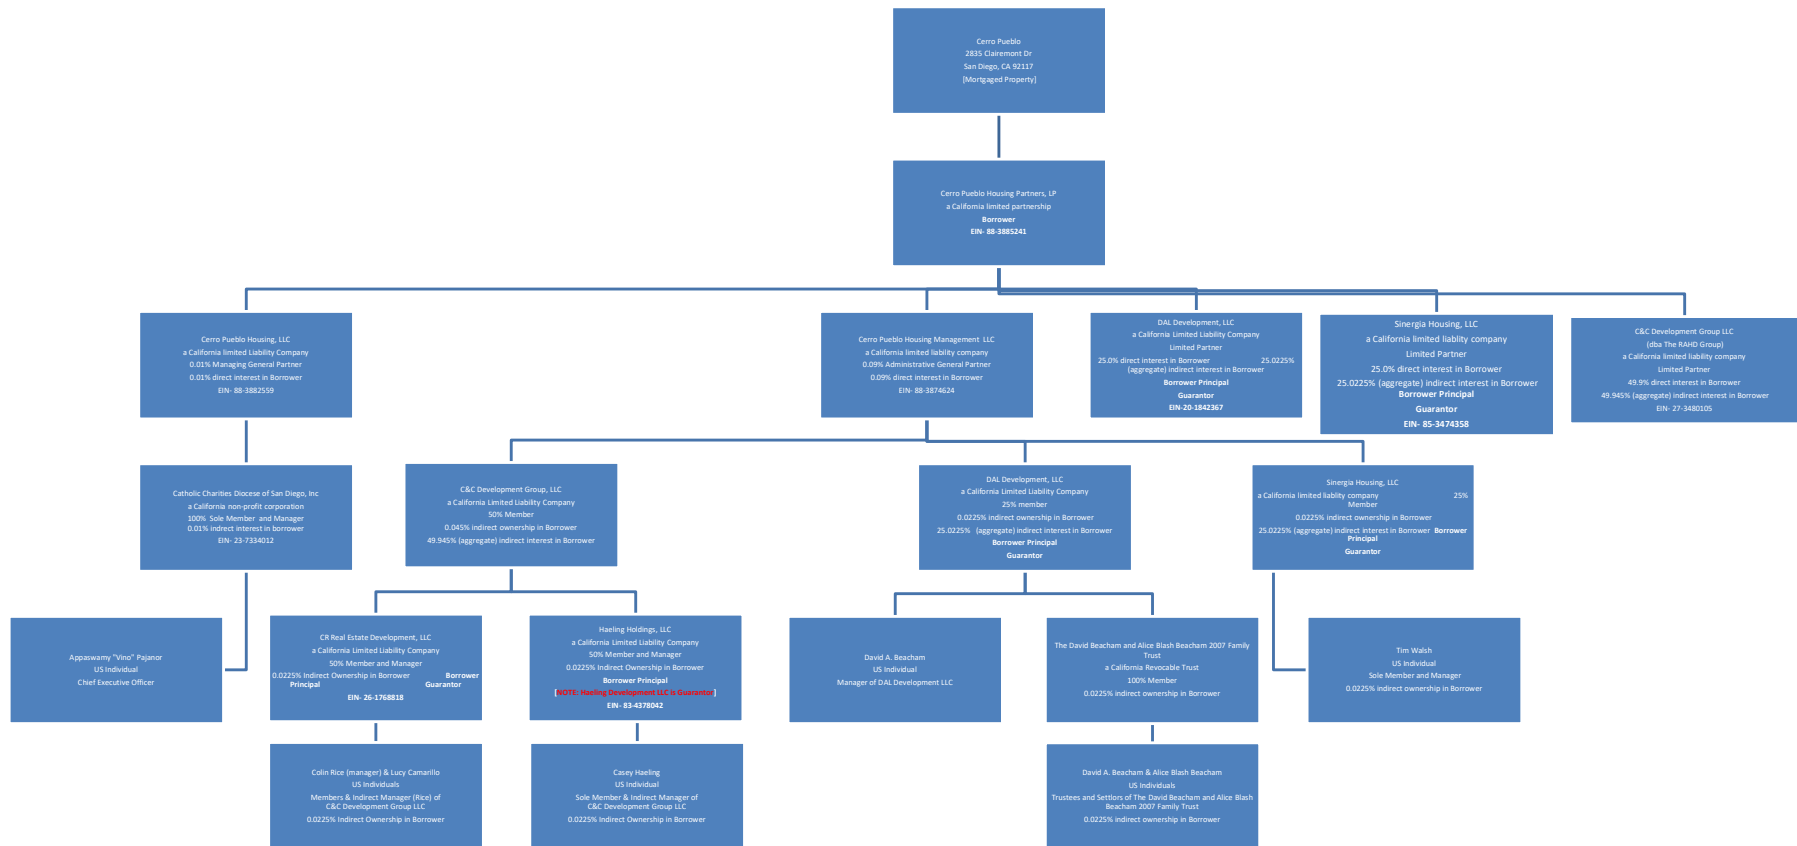 Cerro Pueblo
2835 Clairemont Dr
San Diego, CA 92117
[Mortgaged Property]
Cerro Pueblo Housing Partners, LP
a California limited partnership
Borrower
EIN- 88-3885241
Cerro Pueblo Housing, LLC
a California limited Liability Company
0.01% Managing General Partner
0.01% direct interest in Borrower
EIN- 88-3882559
Cerro Pueblo Housing Management LLC
a California limited liability company
0.09% Administrative General Partner
0.09% direct interest in Borrower
EIN- 88-3874624
DAL Development, LLC
a California Limited Liability Company
Limited Partner
25.0% direct interest in Borrower 25.0225%
(aggregate) indirect interest in Borrower
Borrower Principal
Guarantor
EIN-20-1842367
Sinergia Housing, LLC
a California limited liability company
Limited Partner
25.0% direct interest in Borrower
25.0225% (aggregate) indirect interest in Borrower
Borrower Principal
Guarantor
EIN- 85-3474358
C&C Development Group LLC
(dba The RAHD Group)
a California limited liability company
Limited Partner
49.9% direct interest in Borrower
49.945% (aggregate) indirect interest in Borrower
EIN- 27-3480105
Catholic Charities Diocese of San Diego, Inc
a California non-profit corporation
100% Sole Member and Manager
0.01% indirect interest in borrower
EIN- 23-7334012
C&C Development Group, LLC
a California Limited Liability Company
50% Member
0.045% indirect ownership in Borrower
49.945% (aggregate) indirect interest in Borrower
DAL Development, LLC
a California Limited Liability Company
25% member
0.0225% indirect ownership in Borrower
25.0225% (aggregate) indirect interest in Borrower
Borrower Principal
Guarantor
Sinergia Housing, LLC
a California limited liablity company 25%
Member
0.0225% indirect ownership in Borrower
25.0225% (aggregate) indirect interest in Borrower Borrower
Principal
Guarantor
Appaswamy "Vino" Pajanor
US Individual
Chief Executive Officer
CR Real Estate Development, LLC
a California Limited Liability Company
50% Member and Manager
0.0225% Indirect Ownership in Borrower Borrower
Principal Guarantor
EIN- 26-1768818
Haeling Holdings, LLC
a California Limited Liability Company
50% Member and Manager
0.0225% Indirect Ownership in Borrower
Borrower Principal
[NOTE: Haeling Development LLC is Guarantor]
EIN- 83-4378042
David A. Beacham
US Individual
Manager of DAL Development LLC
The David Beacham and Alice Blash Beacham 2007 Family
Trust
a California Revocable Trust
100% Member
0.0225% indirect ownership in Borrower
Tim Walsh
US Individual
Sole Member and Manager
0.0225% indirect ownership in Borrower
Colin Rice (manager) & Lucy Camarillo
US Individuals
Members & Indirect Manager (Rice) of
C&C Development Group LLC
0.0225% Indirect Ownership in Borrower
Casey Haeling
US Individual
Sole Member & Indirect Manager of
C&C Development Group LLC
0.0225% Indirect Ownership in Borrower
David A. Beacham & Alice Blash Beacham
US Individuals
Trustees and Settlors of The David Beacham and Alice Blash
Beacham 2007 Family Trust
0.0225% indirect ownership in Borrower